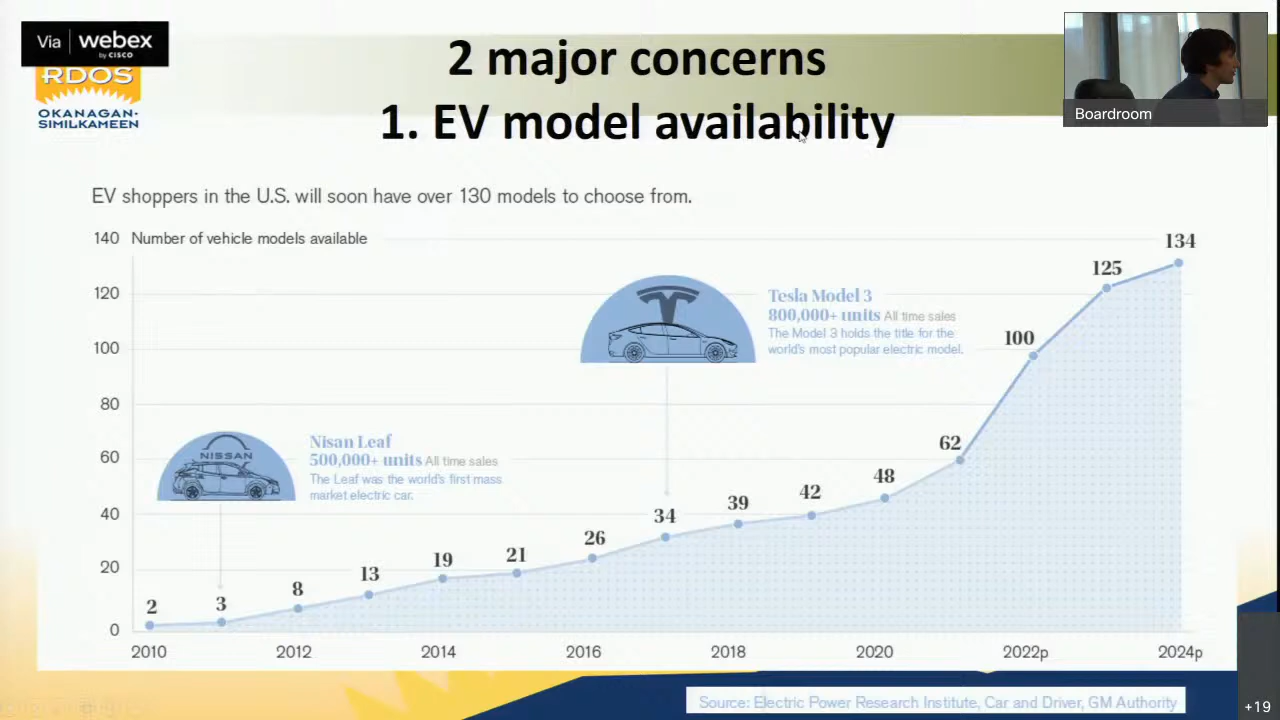 Via webex
by CISCO
RDOS
OKANAGAN-
SIMILKAMEEN
2 major concerns
1. EV model availability
Boardroom
EV shoppers in the U.S. will soon have over 130 models to choose from.
140 Number of vehicle models available
120
100
80
60
40
20
0
2
3
8
13
19
21
26
34
39
42
48
62
100
125
134
NISSAN
Nisan Leaf
500,000+ units All time sales
The Leaf was the world's first mass
market electric car.
Tesla Model 3
800,000+ units All time sales
The Model 3 holds the title for the
world's most popular electric model.
2010
2012
2014
2016
2018
2020
2022p
2024p
Source: Electric Power Research Institute, Car and Driver, GM Authority
+19